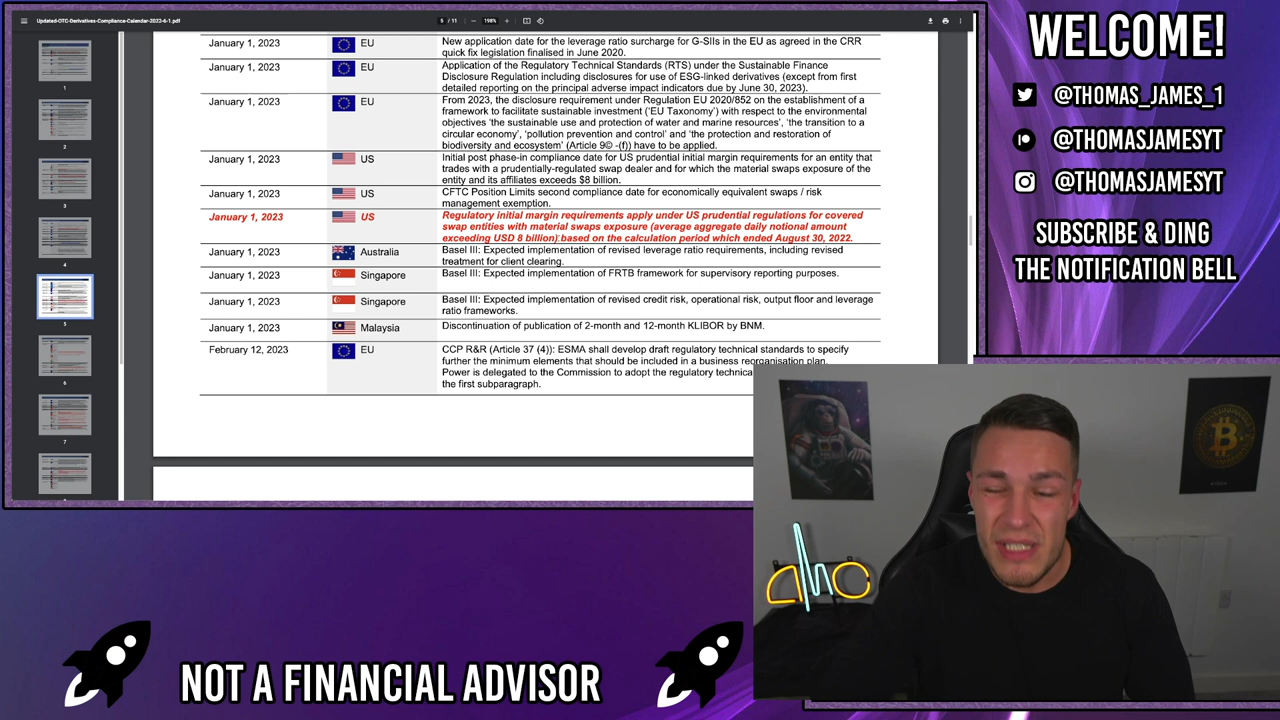 Updated-OTC-Derivatives-Compliance-Calendar-2022-6-1.pdf
5 / 11
198%
1
2
3
4
5
6
7
January 1, 2023 EU New application date for the leverage ratio surcharge for G-SIIs in the EU as agreed in the CRR
quick fix legislation finalised in June 2020.
January 1, 2023 EU Application of the Regulatory Technical Standards (RTS) under the Sustainable Finance
Disclosure Regulation including disclosures for use of ESG-linked derivatives (except from first
detailed reporting on the principal adverse impact indicators due by June 30, 2023).
January 1, 2023 EU From 2023, the disclosure requirement under Regulation EU 2020/852 on the establishment of a
framework to facilitate sustainable investment ('EU Taxonomy') with respect to the environmental
objectives 'the sustainable use and protection of water and marine resources', 'the transition to a
circular economy', 'pollution prevention and control' and 'the protection and restoration of
biodiversity and ecosystem' (Article 9© -(f)) have to be applied.
January 1, 2023 US Initial post phase-in compliance date for US prudential initial margin requirements for an entity that
trades with a prudentially-regulated swap dealer and for which the material swaps exposure of the
entity and its affiliates exceeds $8 billion.
January 1, 2023 US CFTC Position Limits second compliance date for economically equivalent swaps / risk
management exemption.
January 1, 2023 US Regulatory initial margin requirements apply under US prudential regulations for covered
swap entities with material swaps exposure (average aggregate daily notional amount
exceeding USD 8 billion) based on the calculation period which ended August 30, 2022.
January 1, 2023 Australia Basel III: Expected implementation of revised leverage ratio requirements, including revised
treatment for client clearing.
January 1, 2023 Singapore Basel III: Expected implementation of FRTB framework for supervisory reporting purposes.
January 1, 2023 Singapore Basel III: Expected implementation of revised credit risk, operational risk, output floor and leverage
ratio frameworks.
January 1, 2023 Malaysia Discontinuation of publication of 2-month and 12-month KLIBOR by BNM.
February 12, 2023 EU CCP R&R (Article 37 (4)): ESMA shall develop draft regulatory technical standards to specify
further the minimum elements that should be included in a business reorganisation plan.
Power is delegated to the Commission to adopt the regulatory technica
the first subparagraph.
WELCOME!
@THOMAS_JAMES_1
@THOMASJAMESYT
@THOMASJAMESYT
SUBSCRIBE & DING
THE NOTIFICATION BELL
NOT A FINANCIAL ADVISOR